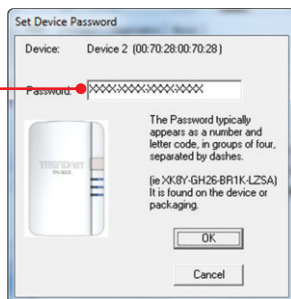 Set Device Password
Device: Device 2 (00:70:28:00:70:28)
Password: XXXX-XXXX-XXXX-XXXX
The Password typically
appears as a number and
letter code, in groups of four,
separated by dashes.
(ie XK8Y-GH26-BR1K-LZSA)
It is found on the device or
packaging.
TRENDNET
OK
Cancel